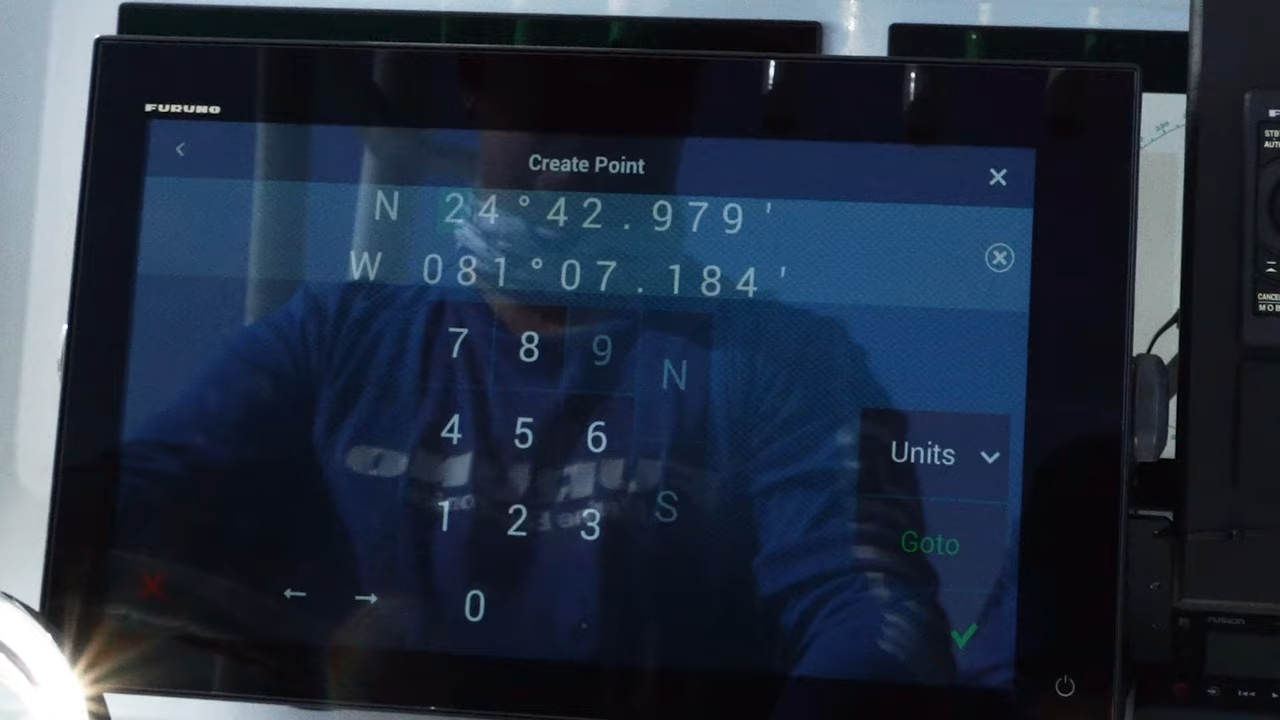 FURUNO
Create Point
N 24°42.979'
W 081°07.184'
7 8 9 N
4 5 6
Units
1 2 3 S
Goto
0 .
FUSION